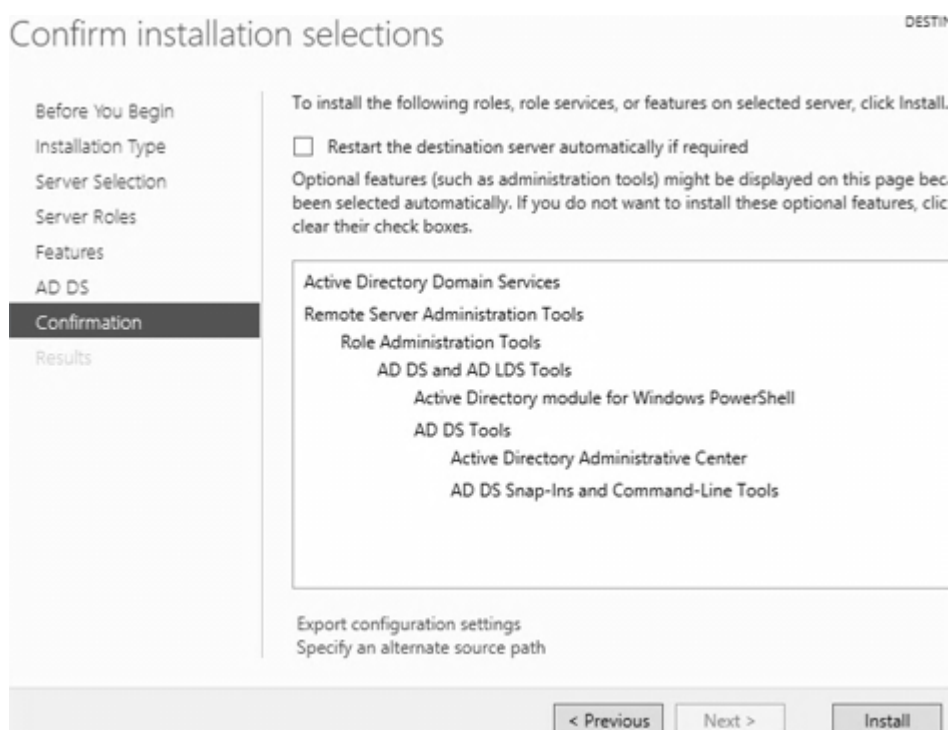 Confirm installation selections
Before You Begin
Installation Type
Server Selection
Server Roles
Features
AD DS
Confirmation
Results
To install the following roles, role services, or features on selected server, click Install.
Restart the destination server automatically if required
Optional features (such as administration tools) might be displayed on this page
been selected automatically. If you do not want to install these optional features,
clear their check boxes.
Active Directory Domain Services
Remote Server Administration Tools
Role Administration Tools
AD DS and AD LDS Tools
Active Directory module for Windows PowerShell
AD DS Tools
Active Directory Administrative Center
AD DS Snap-Ins and Command-Line Tools
Export configuration settings
Specify an alternate source path
< Previous
Next >
Install